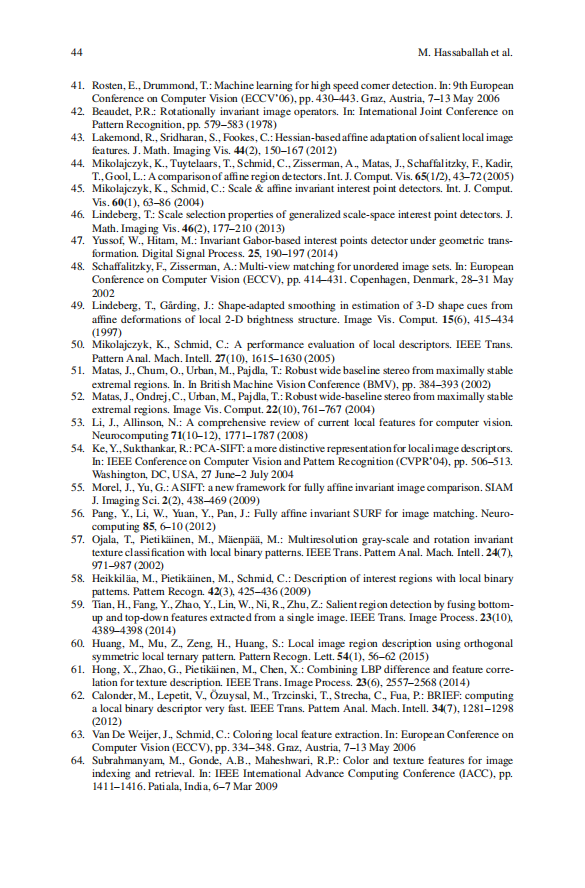 44
M. Hassaballah et al.
41. Rosten, E., Drummond, T.: Machine learning for high speed corner detection. In: 9th European
Conference on Computer Vision (ECCV’06), pp. 430–443. Graz, Austria, 7–13 May 2006
42. Beaudet, P.R.: Rotationally invariant image operators. In: International Joint Conference on
Pattern Recognition, pp. 579–583 (1978)
43. Lakemond, R., Sridharan, S., Fookes, C.: Hessian-based affine adaptation of salient local image
features. J. Math. Imaging Vis. 44(2), 150–167 (2012)
44. Mikolajczyk, K., Tuytelaars, T., Schmid, C., Zisserman, A., Matas, J., Schaffalitzky, F., Kadir,
T., Gool, L.: A comparison of affine region detectors. Int. J. Comput. Vis. 65(1/2), 43–72 (2005)
45. Mikolajczyk, K., Schmid, C.: Scale & affine invariant interest point detectors. Int. J. Comput.
Vis. 60(1), 63–86 (2004)
46. Lindeberg, T.: Scale selection properties of generalized scale-space interest point detectors. J.
Math. Imaging Vis. 46(2), 177–210 (2013)
47. Yussof, W., Hitam, M.: Invariant Gabor-based interest points detector under geometric trans-
formation. Digital Signal Process. 25, 190–197 (2014)
48. Schaffalitzky, F., Zisserman, A.: Multi-view matching for unordered image sets. In: European
Conference on Computer Vision (ECCV), pp. 414–431. Copenhagen, Denmark, 28–31 May
2002
49. Lindeberg, T., Gårding, J.: Shape-adapted smoothing in estimation of 3-D shape cues from
affine deformations of local 2-D brightness structure. Image Vis. Comput. 15(6), 415–434
(1997)
50. Mikolajczyk, K., Schmid, C.: A performance evaluation of local descriptors. IEEE Trans.
Pattern Anal. Mach. Intell. 27(10), 1615–1630 (2005)
51. Matas, J., Chum, O., Urban, M., Pajdla, T.: Robust wide baseline stereo from maximally stable
extremal regions. In. In British Machine Vision Conference (BMV), pp. 384–393 (2002)
52. Matas, J., Ondrej, C., Urban, M., Pajdla, T.: Robust wide-baseline stereo from maximally stable
extremal regions. Image Vis. Comput. 22(10), 761–767 (2004)
53. Li, J., Allinson, N.: A comprehensive review of current local features for computer vision.
Neurocomputing 71(10–12), 1771–1787 (2008)
54. Ke, Y., Sukthankar, R.: PCA-SIFT: a more distinctive representation for local image descriptors.
In: IEEE Conference on Computer Vision and Pattern Recognition (CVPR’04), pp. 506–513.
Washington, DC, USA, 27 June–2 July 2004
55. Morel, J., Yu, G.: ASIFT: a new framework for fully affine invariant image comparison. SIAM
J. Imaging Sci. 2(2), 438–469 (2009)
56. Pang, Y., Li, W., Yuan, Y., Pan, J.: Fully affine invariant SURF for image matching. Neuro-
computing 85, 6–10 (2012)
57. Ojala, T., Pietikäinen, M., Mäenpää, M.: Multiresolution gray-scale and rotation invariant
texture classification with local binary patterns. IEEE Trans. Pattern Anal. Mach. Intell. 24(7),
971–987 (2002)
58. Heikkiläa, M., Pietikäinen, M., Schmid, C.: Description of interest regions with local binary
patterns. Pattern Recogn. 42(3), 425–436 (2009)
59. Tian, H., Fang, Y., Zhao, Y., Lin, W., Ni, R., Zhu, Z.: Salient region detection by fusing bottom-
up and top-down features extracted from a single image. IEEE Trans. Image Process. 23(10),
4389–4398 (2014)
60. Huang, M., Mu, Z., Zeng, H., Huang, S.: Local image region description using orthogonal
symmetric local ternary pattern. Pattern Recogn. Lett. 54(1), 56–62 (2015)
61. Hong, X., Zhao, G., Pietikäinen, M., Chen, X.: Combining LBP difference and feature corre-
lation for texture description. IEEE Trans. Image Process. 23(6), 2557–2568 (2014)
62. Calonder, M., Lepetit, V., Özuysal, M., Trzcinski, T., Strecha, C., Fua, P.: BRIEF: computing
a local binary descriptor very fast. IEEE Trans. Pattern Anal. Mach. Intell. 34(7), 1281–1298
(2012)
63. Van De Weijer, J., Schmid, C.: Coloring local feature extraction. In: European Conference on
Computer Vision (ECCV), pp. 334–348. Graz, Austria, 7–13 May 2006
64. Subrahmanyam, M., Gonde, A.B., Maheshwari, R.P.: Color and texture features for image
indexing and retrieval. In: IEEE International Advance Computing Conference (IACC), pp.
1411–1416. Patiala, India, 6–7 Mar 2009